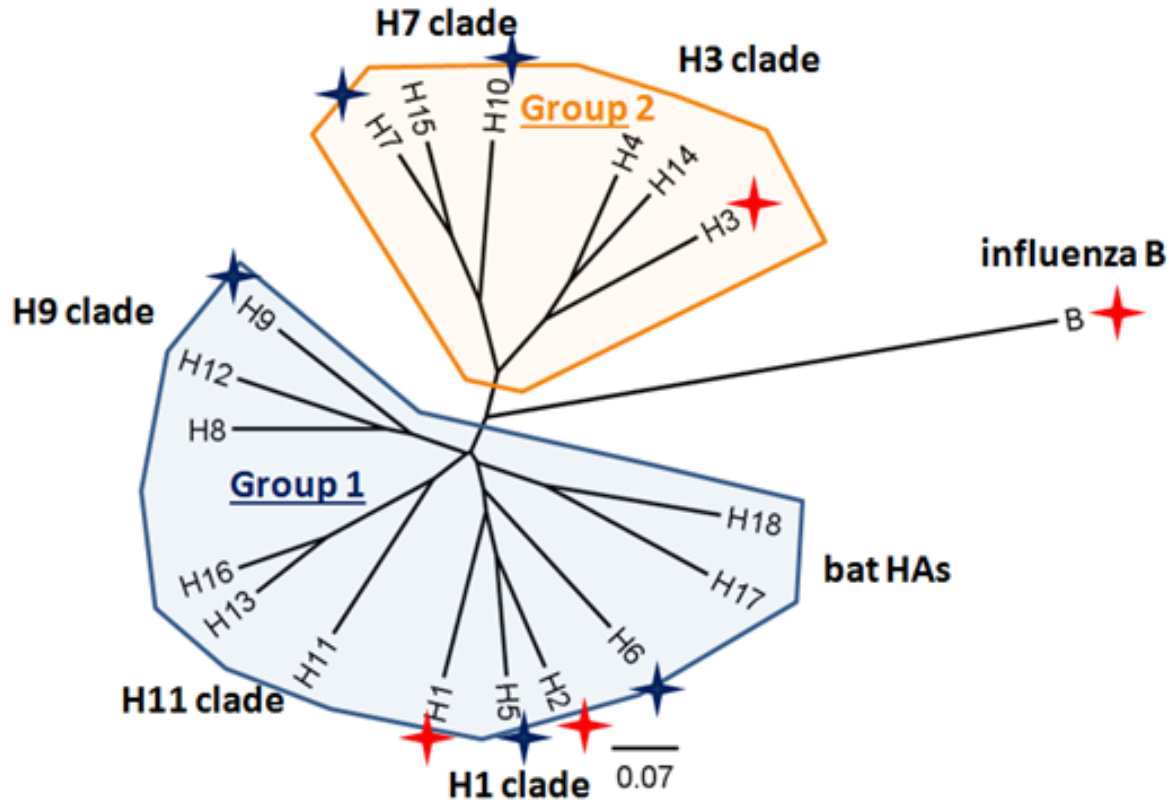 H7 clade
H3 clade
Group 2
H7
H15
H10
H4
H14
H3
influenza B
B
H9 clade
H9
H12
H8
Group 1
H18
H17
bat HAs
H16
H13
H11
H1
H5
H2
H6
H11 clade
H1 clade
0.07